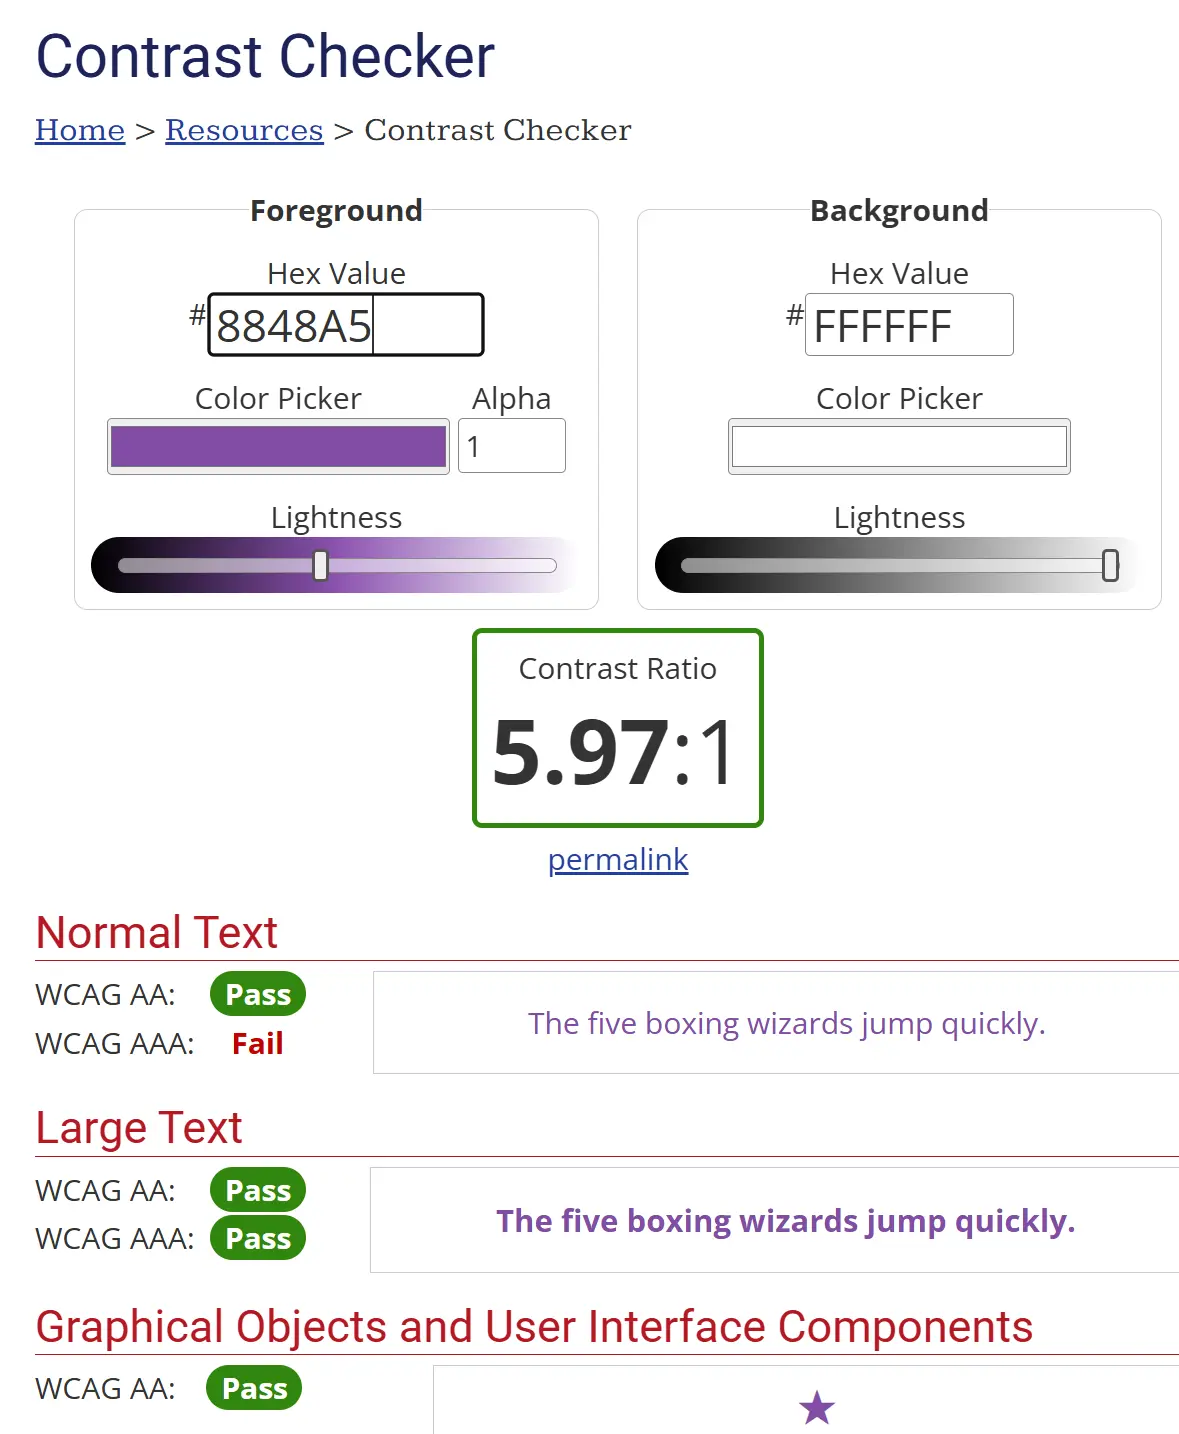 Contrast Checker
Home > Resources > Contrast Checker
Foreground
Hex Value
#8848A5
Color Picker Alpha
1
Lightness
Background
Hex Value
#FFFFFF
Color Picker
Lightness
Contrast Ratio
5.97:1
permalink
Normal Text
WCAG AA: Pass
WCAG AAA: Fail
The five boxing wizards jump quickly.
Large Text
WCAG AA: Pass
WCAG AAA: Pass
The five boxing wizards jump quickly.
Graphical Objects and User Interface Components
WCAG AA: Pass